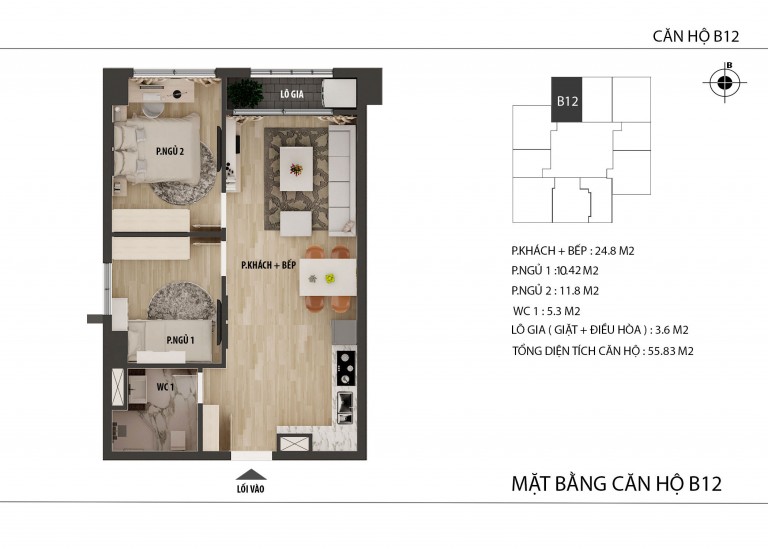 CĂN HỘ B12
B
B12
LÔ GIA
P.NGỦ 2
P.KHÁCH + BẾP
P.NGỦ 1
WC 1
LỐI VÀO
P.KHÁCH + BẾP : 24.8 M2
P.NGỦ 1 :10.42 M2
P.NGỦ 2 : 11.8 M2
WC 1 : 5.3 M2
LÔ GIA ( GIẶT + ĐIỀU HÒA ) : 3.6 M2
TỔNG DIỆN TÍCH CĂN HỘ : 55.83 M2
MẶT BẰNG CĂN HỘ B12